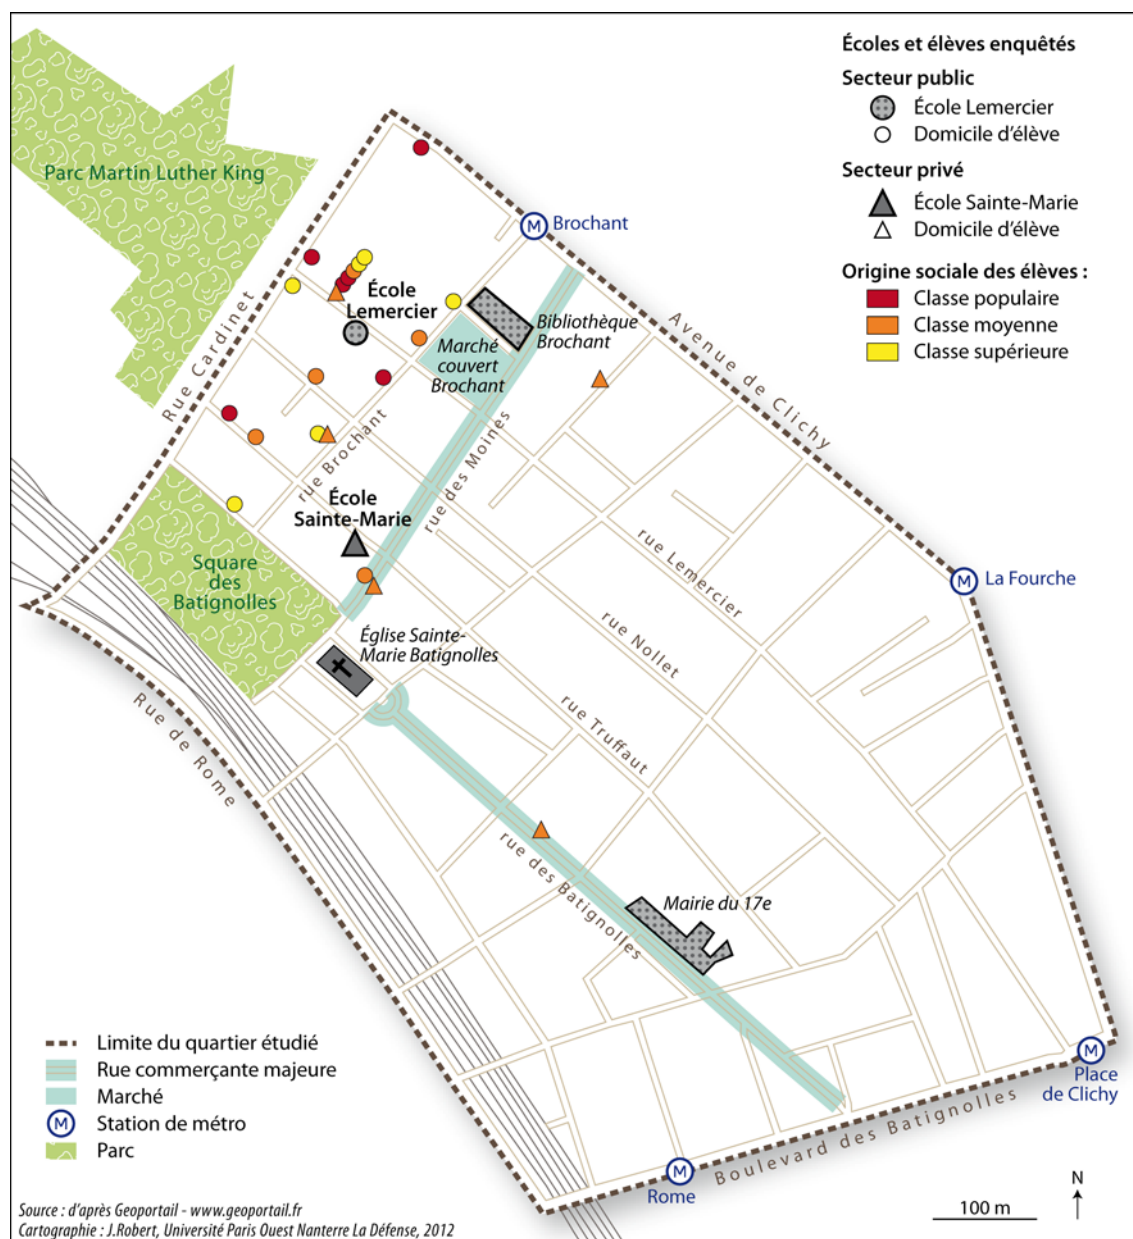 Écoles et élèves enquêtés
Secteur public
École Lemercier
Domicile d'élève
Secteur privé
École Sainte-Marie
Domicile d'élève
Origine sociale des élèves :
Classe populaire
Classe moyenne
Classe supérieure
Parc Martin Luther King
M
Brochant
Rue Cardinet
École
Lemercier
Bibliothèque
Brochant
Marché
couvert
Brochant
Avenue de Clichy
rue Brochant
rue des Moines
École
Sainte-Marie
Square
des
Batignolles
rue Lemercier
M
La Fourche
Église Sainte-
Marie Batignolles
rue Nollet
rue Truffaut
Rue de Rome
rue des Batignolles
Mairie du 17e
M
Place
de Clichy
Boulevard des Batignolles
M
Rome
Limite du quartier étudié
Rue commerçante majeure
Marché
M
Station de métro
Parc
N
100 m
Source : d'après Geoportail - www.geoportail.fr
Cartographie : J.Robert, Université Paris Ouest Nanterre La Défense, 2012